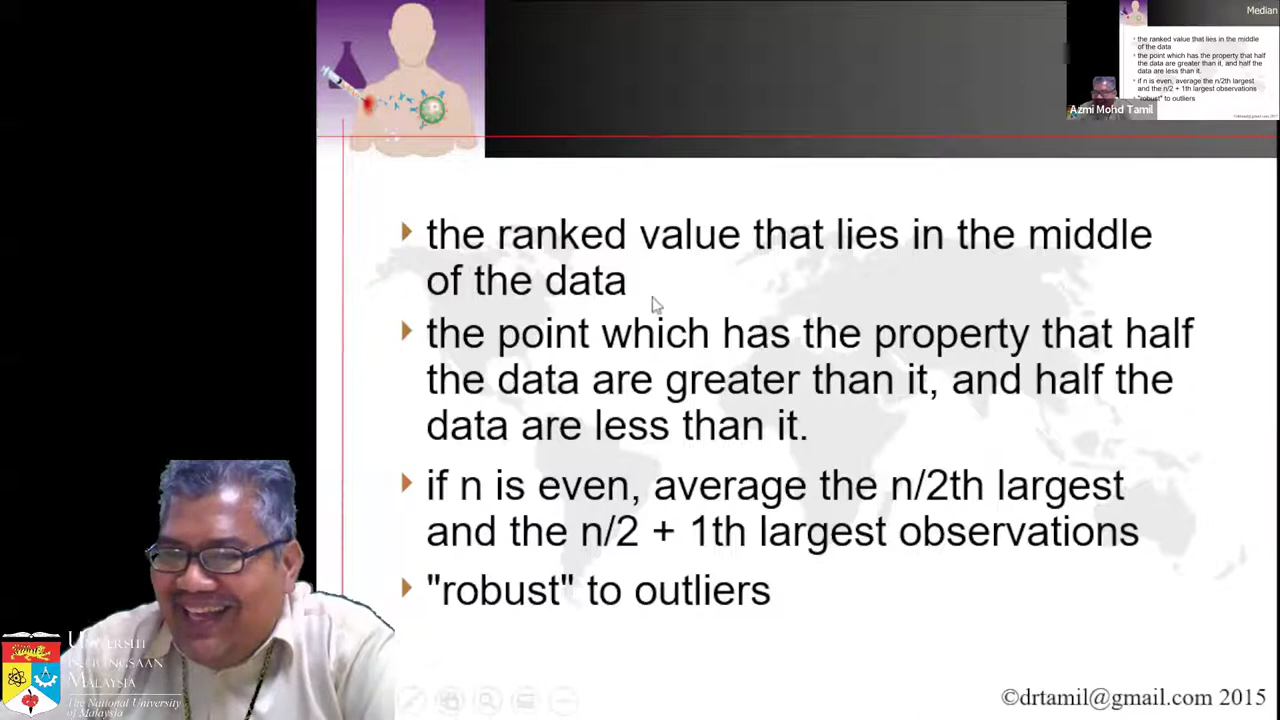 Median
the ranked value that lies in the middle
of the data
the point which has the property that half
the data are greater than it, and half the
data are less than it.
if n is even, average the n/2th largest
and the n/2 + 1th largest observations
"robust" to outliers
Azmi Mohd Tamil
the ranked value that lies in the middle
of the data
the point which has the property that half
the data are greater than it, and half the
data are less than it.
if n is even, average the n/2th largest
and the n/2 + 1th largest observations
"robust" to outliers
UNIVERSITI
KEBANGSAAN
MALAYSIA
The National University
of Malaysia
©drtamil@gmail.com 2015